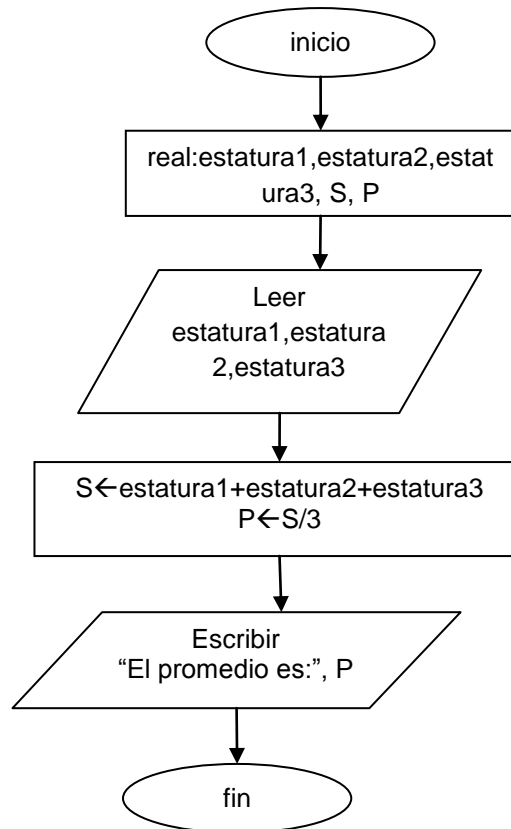 inicio
real:estatura1,estatura2,estat
ura3, S, P
Leer
estatura1,estatura
2,estatura3
S←estatura1+estatura2+estatura3
P←S/3
Escribir
“El promedio es:”, P
fin